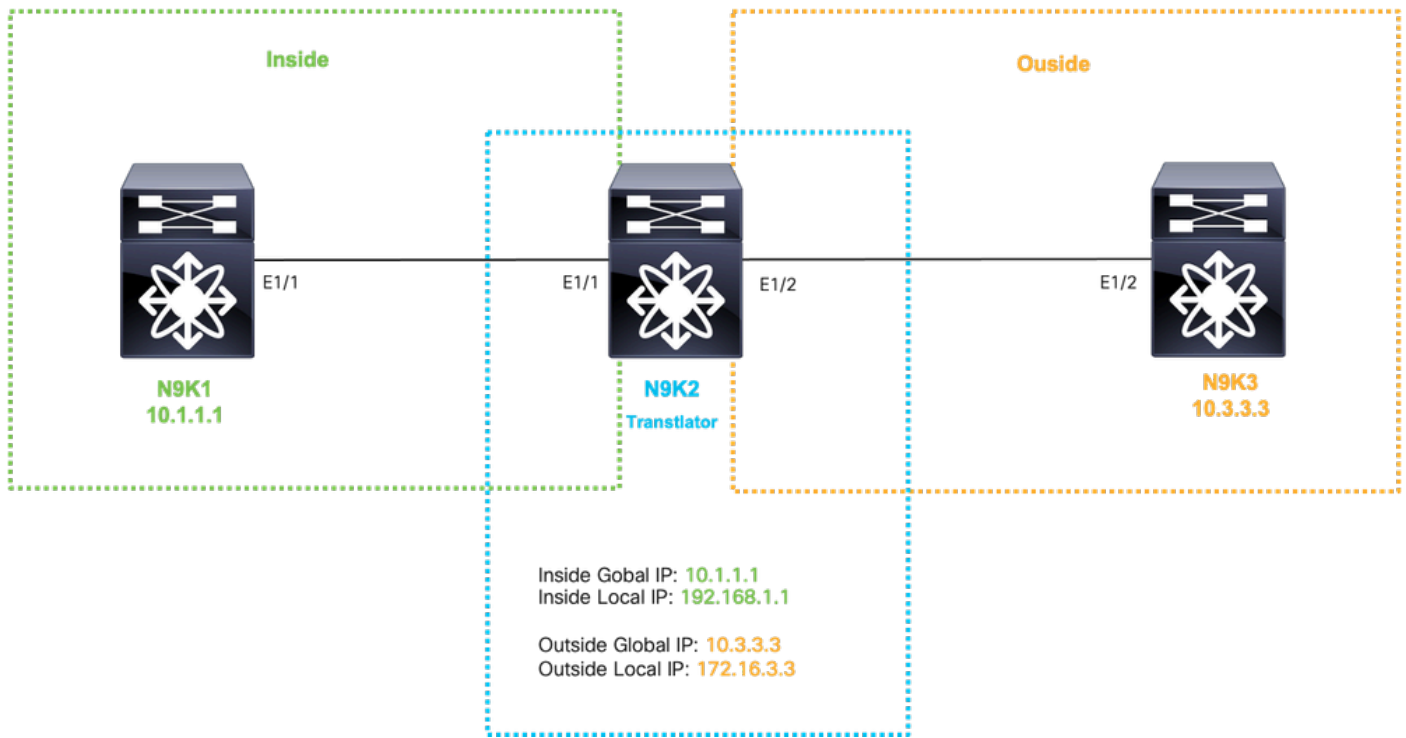 Inside
Ouside
E1/1
E1/1
E1/2
E1/2
N9K1
10.1.1.1
N9K2
Transtlator
N9K3
10.3.3.3
Inside Gobal IP: 10.1.1.1
Inside Local IP: 192.168.1.1
Outside Global IP: 10.3.3.3
Outside Local IP: 172.16.3.3